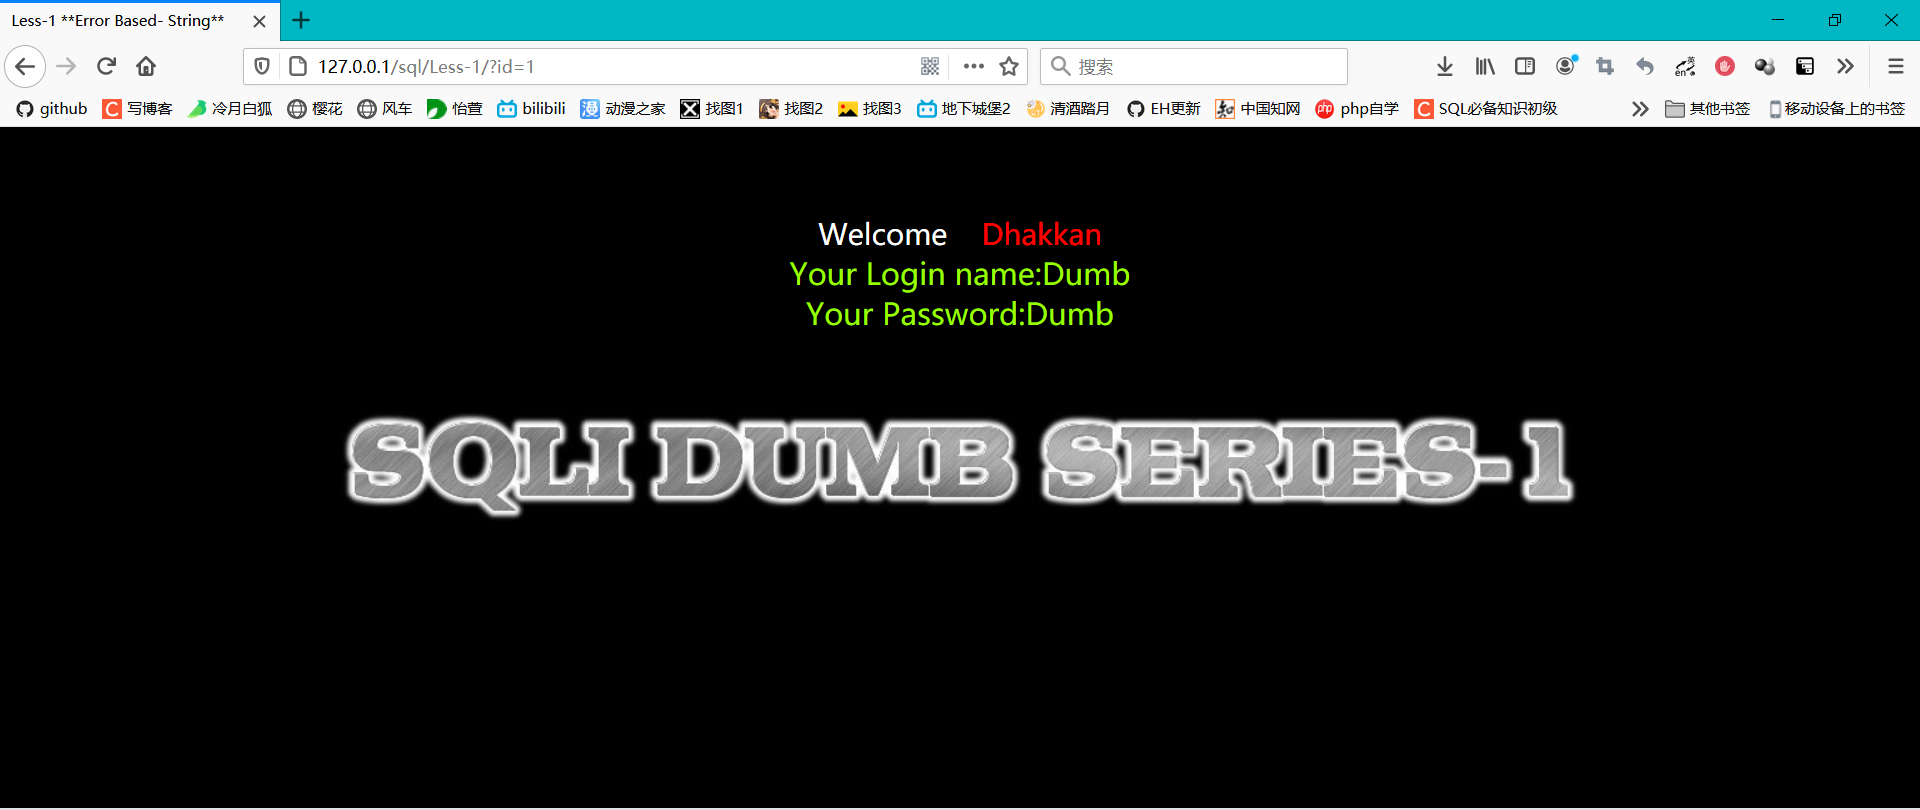 Less-1 **Error Based- String**
127.0.0.1/sql/Less-1/?id=1
搜索
英
en
github
C 写博客
冷月白狐
樱花
风车
怡萱
bilibili
漫 动漫之家
找图1
找图2
找图3
地下城堡2
清酒踏月
EH更新
中国知网
php php自学
C SQL必备知识初级
其他书签
移动设备上的书签
Welcome Dhakkan
Your Login name:Dumb
Your Password:Dumb
SQLI DUMB SERIES-1